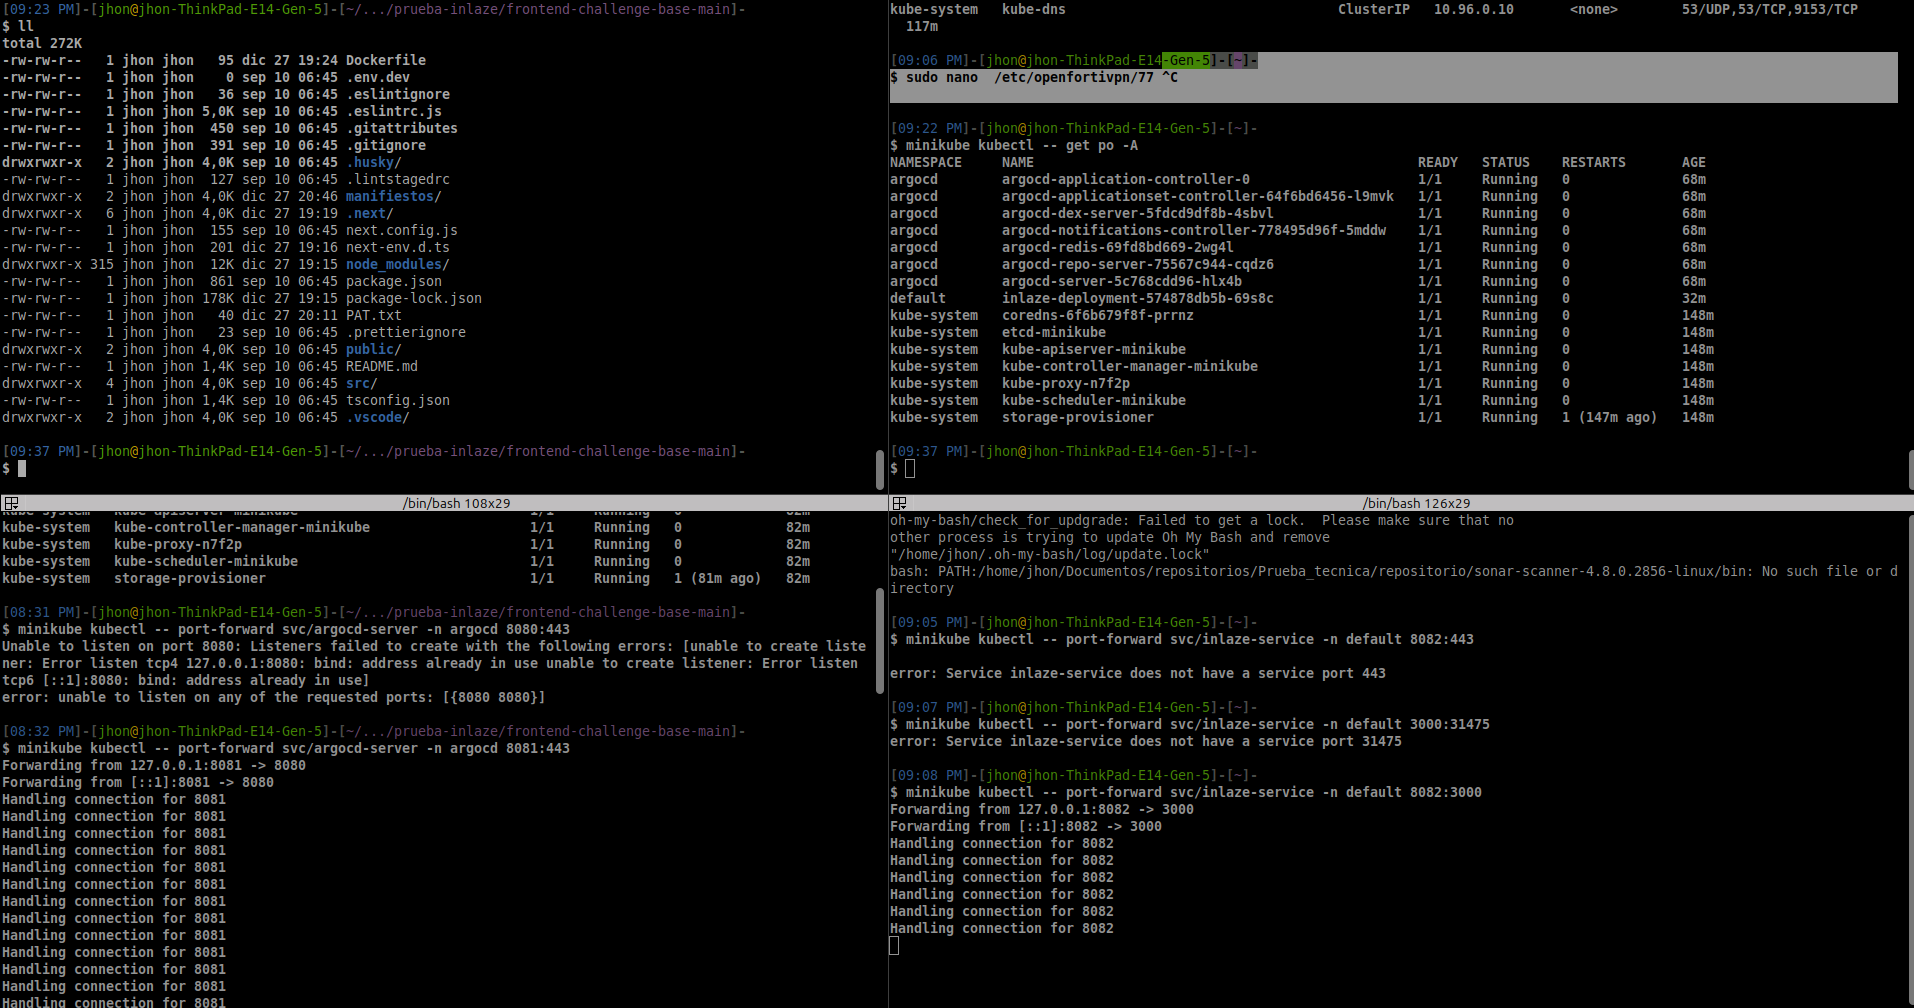 [09:23 PM]-[jhon@jhon-ThinkPad-E14-Gen-5]-[~/.../prueba-inlaze/frontend-challenge-base-main]-
$ ll
total 272K
-rw-rw-r--   1 jhon jhon   95 dic 27 19:24 Dockerfile
-rw-rw-r--   1 jhon jhon    0 sep 10 06:45 .env.dev
-rw-rw-r--   1 jhon jhon   36 sep 10 06:45 .eslintignore
-rw-rw-r--   1 jhon jhon 5,0K sep 10 06:45 .eslintrc.js
-rw-rw-r--   1 jhon jhon  450 sep 10 06:45 .gitattributes
-rw-rw-r--   1 jhon jhon  391 sep 10 06:45 .gitignore
drwxrwxr-x   2 jhon jhon 4,0K sep 10 06:45 .husky/
-rw-rw-r--   1 jhon jhon  127 sep 10 06:45 .lintstagedrc
drwxrwxr-x   2 jhon jhon 4,0K dic 27 20:46 manifiestos/
drwxrwxr-x   6 jhon jhon 4,0K dic 27 19:19 .next/
-rw-rw-r--   1 jhon jhon  155 sep 10 06:45 next.config.js
-rw-rw-r--   1 jhon jhon  201 dic 27 19:16 next-env.d.ts
drwxrwxr-x 315 jhon jhon  12K dic 27 19:15 node_modules/
-rw-rw-r--   1 jhon jhon  861 sep 10 06:45 package.json
-rw-rw-r--   1 jhon jhon 178K dic 27 19:15 package-lock.json
-rw-rw-r--   1 jhon jhon   40 dic 27 20:11 PAT.txt
-rw-rw-r--   1 jhon jhon   23 sep 10 06:45 .prettierignore
drwxrwxr-x   2 jhon jhon 4,0K sep 10 06:45 public/
-rw-rw-r--   1 jhon jhon 1,4K sep 10 06:45 README.md
drwxrwxr-x   4 jhon jhon 4,0K sep 10 06:45 src/
-rw-rw-r--   1 jhon jhon 1,4K sep 10 06:45 tsconfig.json
drwxrwxr-x   2 jhon jhon 4,0K sep 10 06:45 .vscode/
[09:37 PM]-[jhon@jhon-ThinkPad-E14-Gen-5]-[~/.../prueba-inlaze/frontend-challenge-base-main]-
$
kube-system   kube-dns   ClusterIP   10.96.0.10   <none>   53/UDP,53/TCP,9153/TCP
117m
[09:06 PM]-[jhon@jhon-ThinkPad-E14-Gen-5]-[~]-
$ sudo nano  /etc/openfortivpn/77 ^C
[09:22 PM]-[jhon@jhon-ThinkPad-E14-Gen-5]-[~]-
$ minikube kubectl -- get po -A
NAMESPACE     NAME                                                READY   STATUS    RESTARTS       AGE
argocd        argocd-application-controller-0                     1/1     Running   0              68m
argocd        argocd-applicationset-controller-64f6bd6456-l9mvk   1/1     Running   0              68m
argocd        argocd-dex-server-5fdcd9df8b-4sbvl                  1/1     Running   0              68m
argocd        argocd-notifications-controller-778495d96f-5mddw    1/1     Running   0              68m
argocd        argocd-redis-69fd8bd669-2wg4l                       1/1     Running   0              68m
argocd        argocd-repo-server-75567c944-cqdz6                  1/1     Running   0              68m
argocd        argocd-server-5c768cdd96-hlx4b                      1/1     Running   0              68m
default       inlaze-deployment-574878db5b-69s8c                  1/1     Running   0              32m
kube-system   coredns-6f6b679f8f-prrnz                            1/1     Running   0              148m
kube-system   etcd-minikube                                       1/1     Running   0              148m
kube-system   kube-apiserver-minikube                             1/1     Running   0              148m
kube-system   kube-controller-manager-minikube                    1/1     Running   0              148m
kube-system   kube-proxy-n7f2p                                    1/1     Running   0              148m
kube-system   kube-scheduler-minikube                             1/1     Running   0              148m
kube-system   storage-provisioner                                 1/1     Running   1 (147m ago)   148m
[09:37 PM]-[jhon@jhon-ThinkPad-E14-Gen-5]-[~]-
$
/bin/bash 108x29
kube-system   kube-apiserver-minikube   1/1   Running   0   82m
kube-system   kube-controller-manager-minikube   1/1   Running   0   82m
kube-system   kube-proxy-n7f2p   1/1   Running   0   82m
kube-system   kube-scheduler-minikube   1/1   Running   0   82m
kube-system   storage-provisioner   1/1   Running   1 (81m ago)   82m
[08:31 PM]-[jhon@jhon-ThinkPad-E14-Gen-5]-[~/.../prueba-inlaze/frontend-challenge-base-main]-
$ minikube kubectl -- port-forward svc/argocd-server -n argocd 8080:443
Unable to listen on port 8080: Listeners failed to create with the following errors: [unable to create liste
ner: Error listen tcp4 127.0.0.1:8080: bind: address already in use unable to create listener: Error listen
tcp6 [::1]:8080: bind: address already in use]
error: unable to listen on any of the requested ports: [{8080 8080}]
[08:32 PM]-[jhon@jhon-ThinkPad-E14-Gen-5]-[~/.../prueba-inlaze/frontend-challenge-base-main]-
$ minikube kubectl -- port-forward svc/argocd-server -n argocd 8081:443
Forwarding from 127.0.0.1:8081 -> 8080
Forwarding from [::1]:8081 -> 8080
Handling connection for 8081
Handling connection for 8081
Handling connection for 8081
Handling connection for 8081
Handling connection for 8081
Handling connection for 8081
Handling connection for 8081
Handling connection for 8081
Handling connection for 8081
Handling connection for 8081
Handling connection for 8081
Handling connection for 8081
Handling connection for 8081
/bin/bash 126x29
oh-my-bash/check_for_updgrade: Failed to get a lock.  Please make sure that no
other process is trying to update Oh My Bash and remove
"/home/jhon/.oh-my-bash/log/update.lock"
bash: PATH:/home/jhon/Documentos/repositorios/Prueba_tecnica/repositorio/sonar-scanner-4.8.0.2856-linux/bin: No such file or d
irectory
[09:05 PM]-[jhon@jhon-ThinkPad-E14-Gen-5]-[~]-
$ minikube kubectl -- port-forward svc/inlaze-service -n default 8082:443
error: Service inlaze-service does not have a service port 443
[09:07 PM]-[jhon@jhon-ThinkPad-E14-Gen-5]-[~]-
$ minikube kubectl -- port-forward svc/inlaze-service -n default 3000:31475
error: Service inlaze-service does not have a service port 31475
[09:08 PM]-[jhon@jhon-ThinkPad-E14-Gen-5]-[~]-
$ minikube kubectl -- port-forward svc/inlaze-service -n default 8082:3000
Forwarding from 127.0.0.1:8082 -> 3000
Forwarding from [::1]:8082 -> 3000
Handling connection for 8082
Handling connection for 8082
Handling connection for 8082
Handling connection for 8082
Handling connection for 8082
Handling connection for 8082